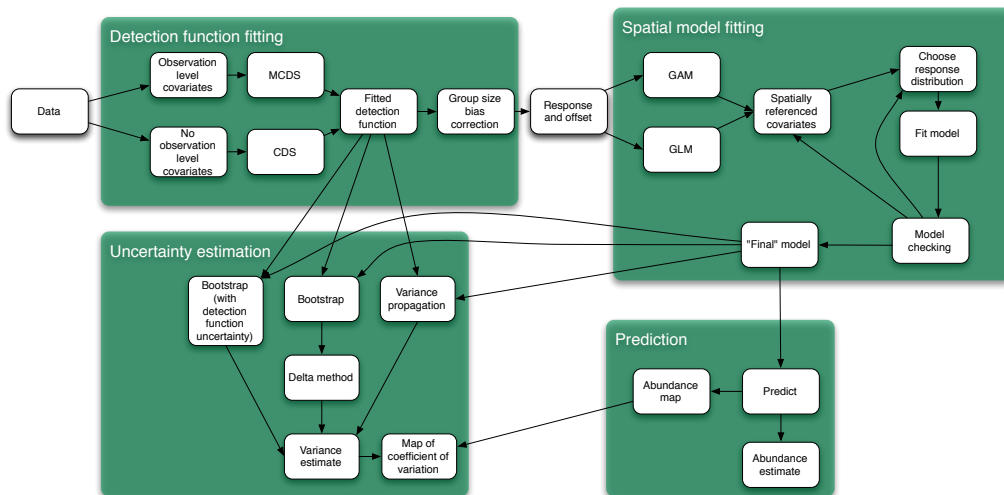 Detection function fitting
Data
Observation
level
covariates
MCDS
No
observation
level
covariates
CDS
Fitted
detection
function
Group size
bias
correction
Response
and offset
Spatial model fitting
GAM
GLM
Spatially
referenced
covariates
Choose
response
distribution
Fit model
Model
checking
"Final" model
Uncertainty estimation
Bootstrap
(with
detection
function
uncertainty)
Bootstrap
Variance
propagation
Delta method
Variance
estimate
Map of
coefficient of
variation
Prediction
Abundance
map
Predict
Abundance
estimate